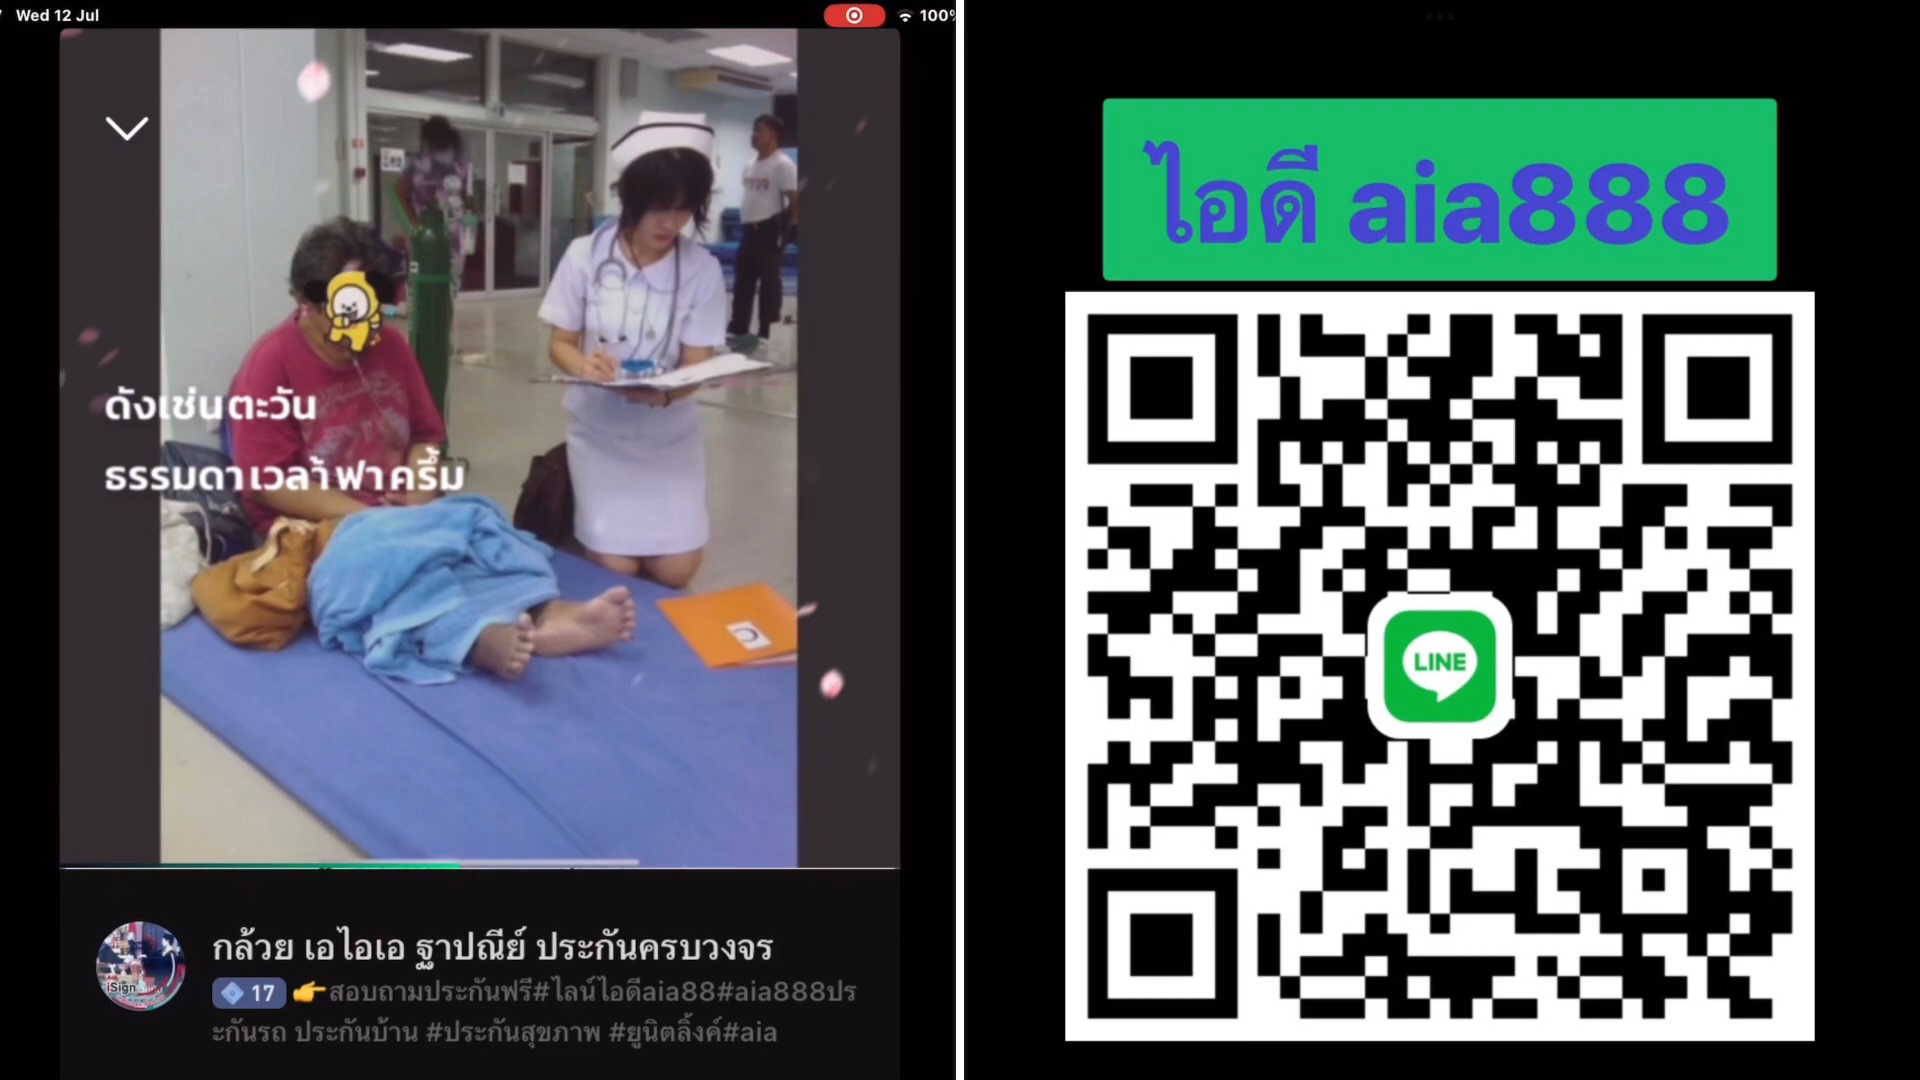 Wed 12 Jul
100%
ดังเช่นตะวัน
ธรรมดาเวลาฟ้าครึ้ม
iSign
กล้วย เอไอเอ ฐาปณีย์ ประกันครบวงจร
17 👉สอบถามประกันฟรี#ไลน์ไอดีaia88#aia888ปร
ะกันรถ ประกันบ้าน #ประกันสุขภาพ #ยูนิตลิ้งค์#aia
ไอดี aia888
LINE